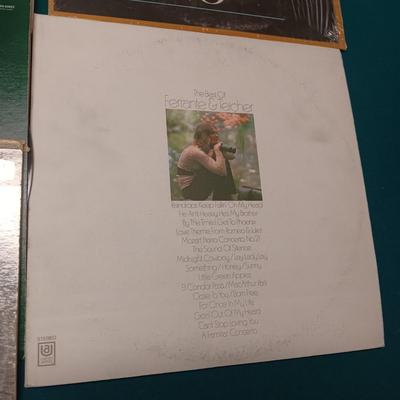 The Best Of
Ferrante & Teicher
Raindrops Keep Fallin' On My Head
He Ain't Heavy, He's My Brother
By The Time I Get To Phoenix
Love Theme From Romeo & Juliet
Mozart Piano Concerto No. 21
The Sound Of Silence
Midnight Cowboy / Lay Lady Lay
Something / Honey / Sunny
Little Green Apples
El Condor Pasa / MacArthur Park
Close To You / Born Free
For Once In My Life
Goin' Out Of My Head
Can't Stop Loving You
A Families' Concerto
STEREO
UA